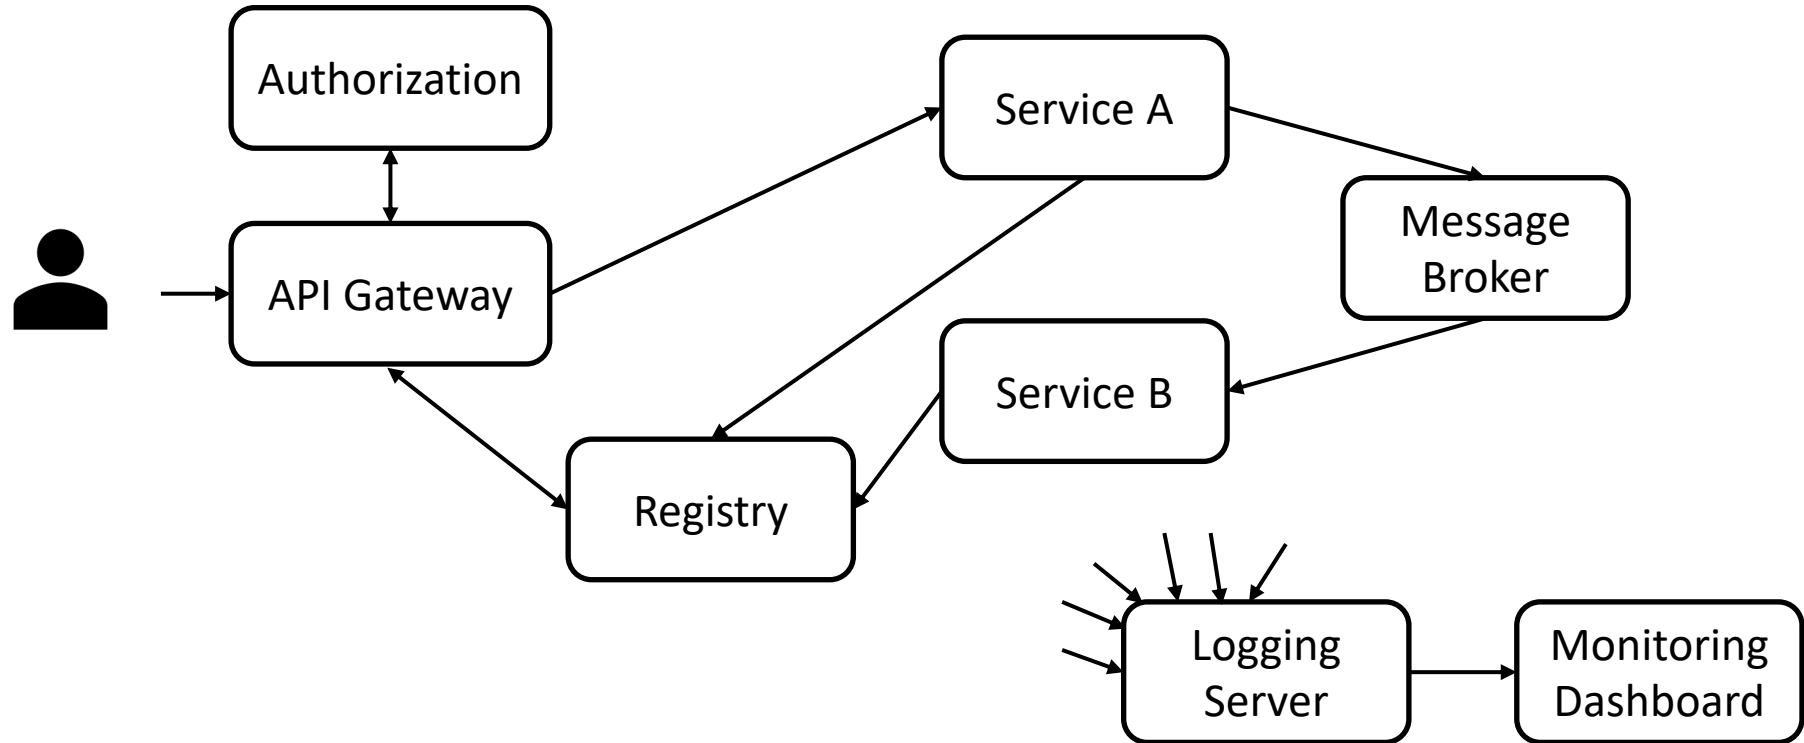 Authorization
Service A
Message
Broker
API Gateway
Service B
Registry
Logging
Server
Monitoring
Dashboard